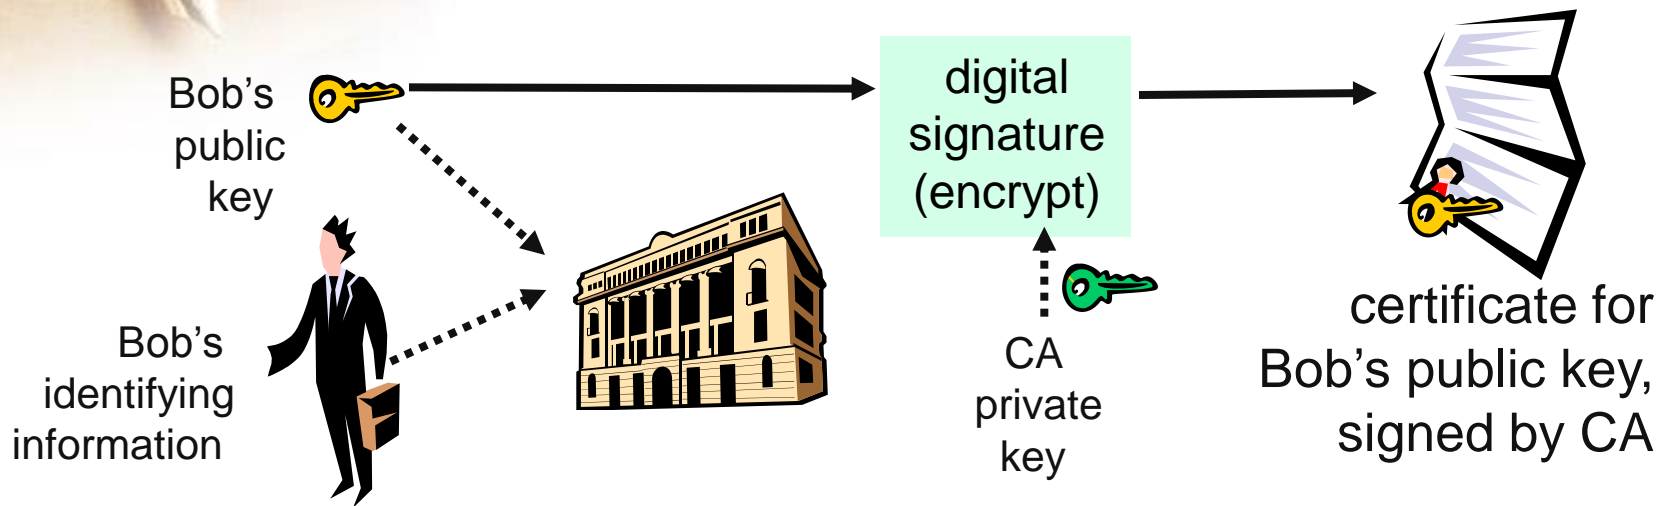 Bob’s
public
key
Bob’s
identifying
information
digital
signature
(encrypt)
CA
private
key
certificate for
Bob’s public key,
signed by CA